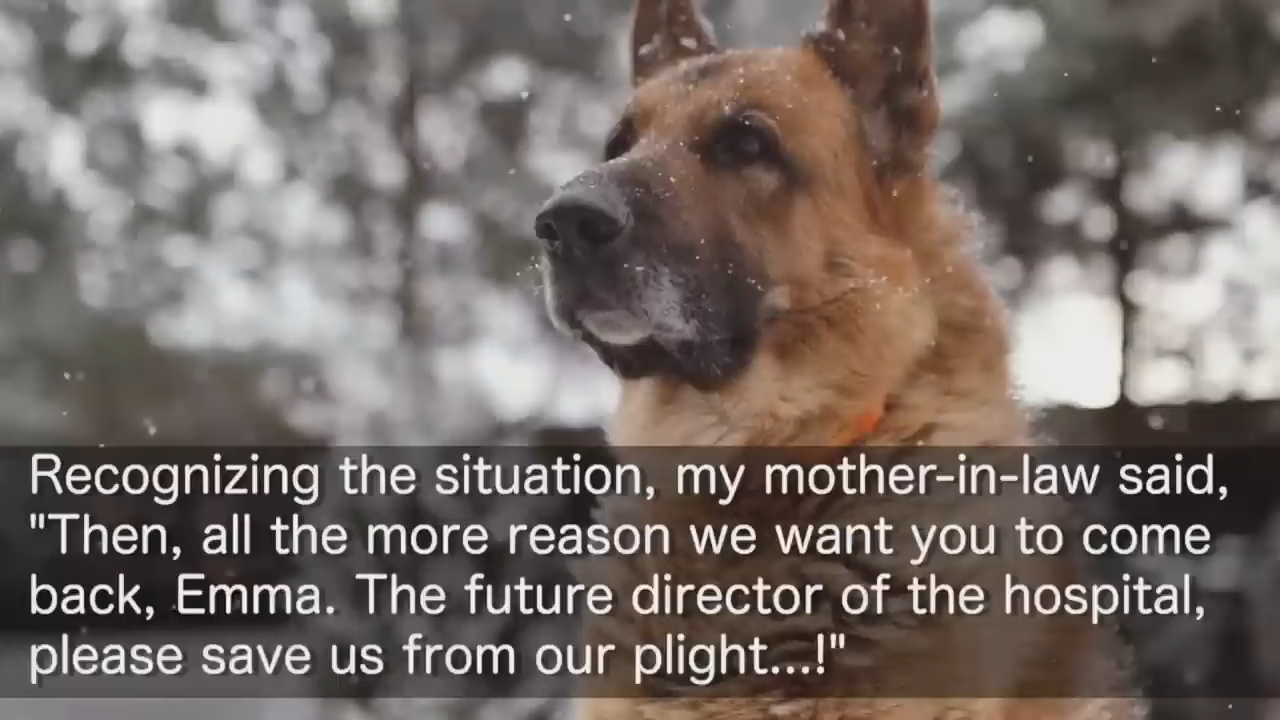 Recognizing the situation, my mother-in-law said,
"Then, all the more reason we want you to come
back, Emma. The future director of the hospital,
please save us from our plight...!"